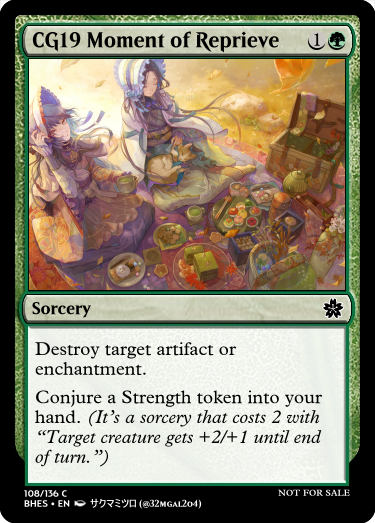 CG19 Moment of Reprieve 1
Sorcery
Destroy target artifact or
enchantment.
Conjure a Strength token into your
hand. (It's a sorcery that costs 2 with
“Target creature gets +2/+1 until end
of turn.”)
108/136 C
NOT FOR SALE
BHES • EN サクマミツロ (@32MGAL204)